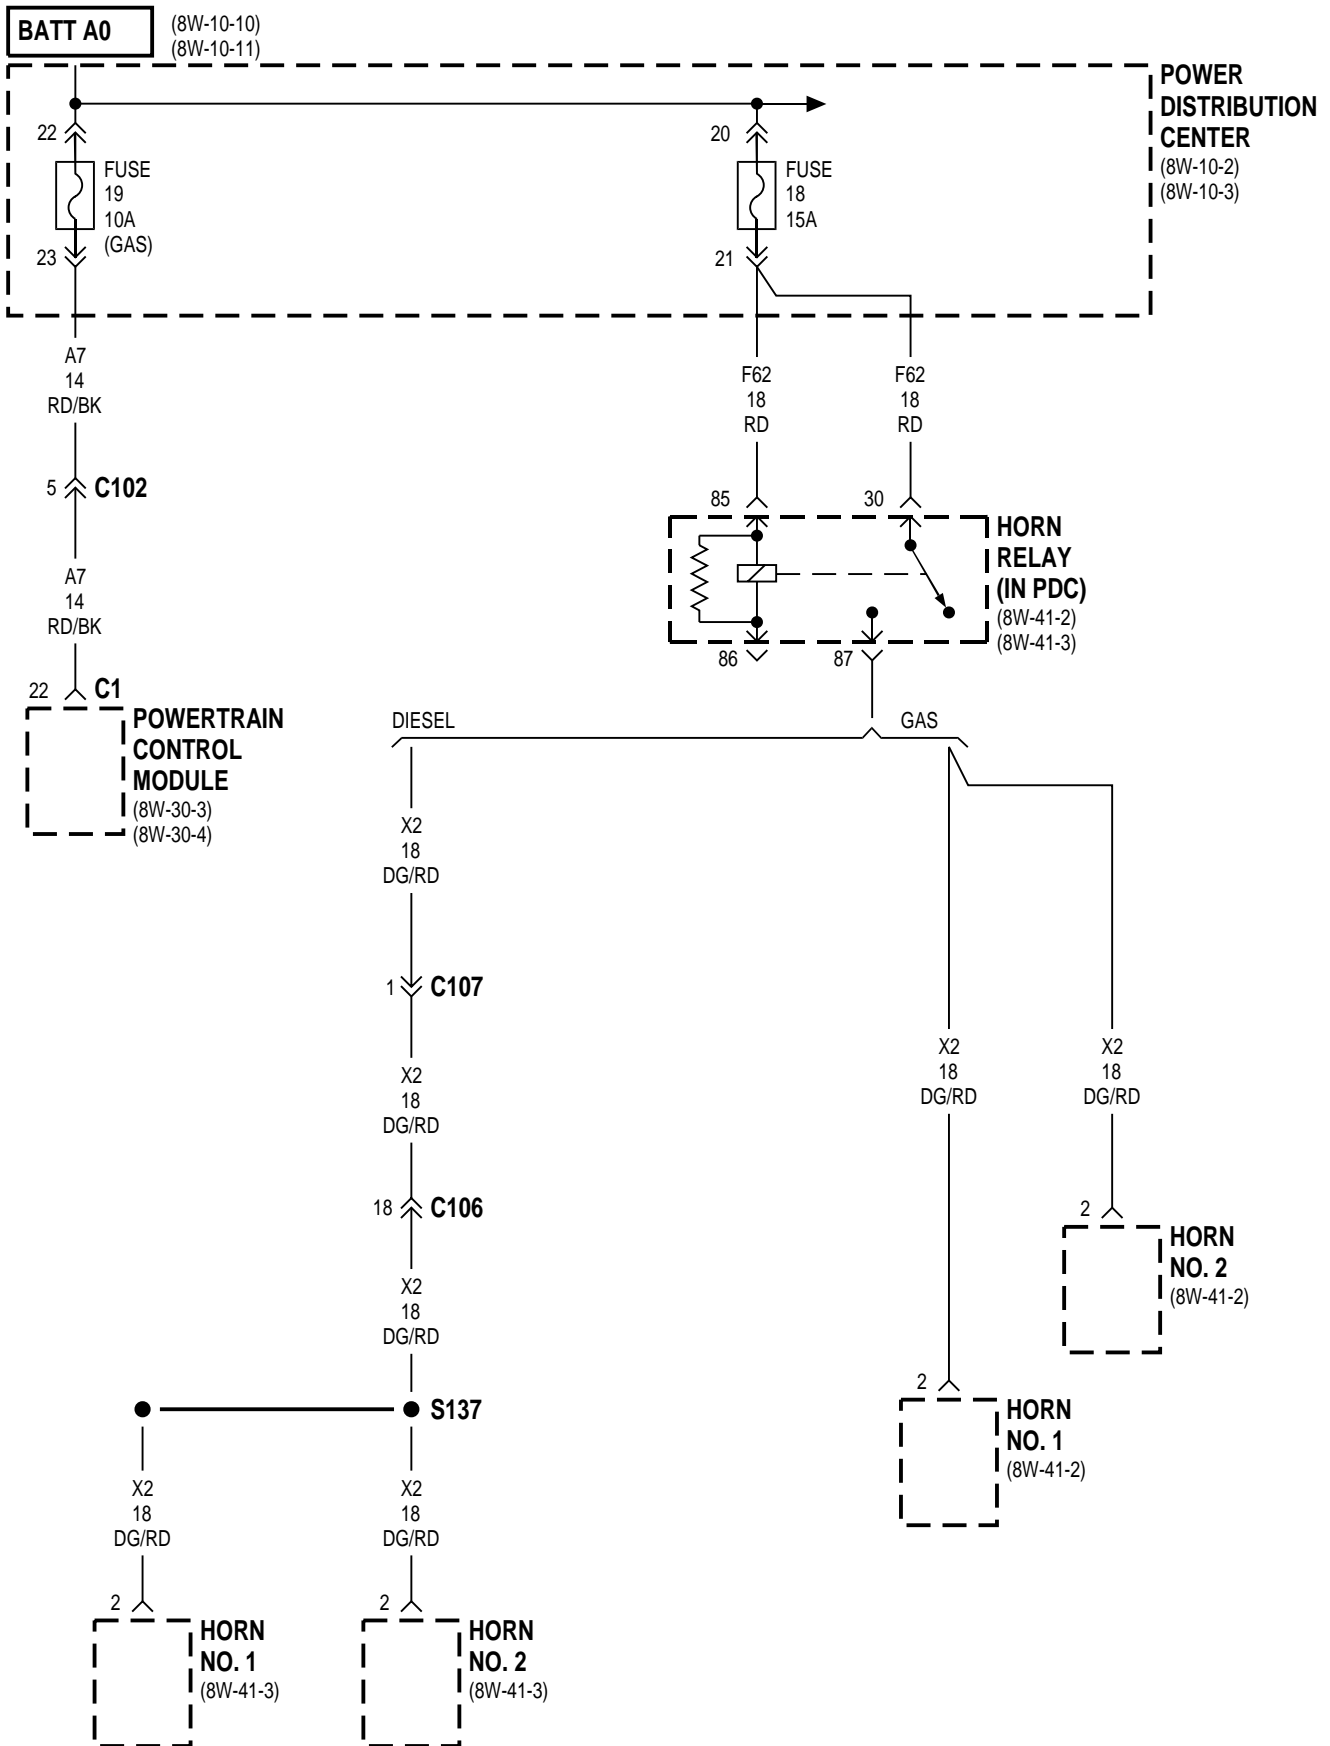 BATT A0
(8W-10-10)
(8W-10-11)
POWER
DISTRIBUTION
CENTER
(8W-10-2)
(8W-10-3)
22
FUSE
19
10A
(GAS)
23
20
FUSE
18
15A
21
A7
14
RD/BK
F62
18
RD
F62
18
RD
5
C102
85
30
HORN
RELAY
(IN PDC)
(8W-41-2)
(8W-41-3)
86
87
A7
14
RD/BK
22
C1
POWERTRAIN
CONTROL
MODULE
(8W-30-3)
(8W-30-4)
DIESEL
GAS
X2
18
DG/RD
1
C107
X2
18
DG/RD
X2
18
DG/RD
X2
18
DG/RD
18
C106
2
HORN
NO. 2
(8W-41-2)
X2
18
DG/RD
2
HORN
NO. 1
(8W-41-2)
S137
X2
18
DG/RD
X2
18
DG/RD
2
HORN
NO. 1
(8W-41-3)
2
HORN
NO. 2
(8W-41-3)